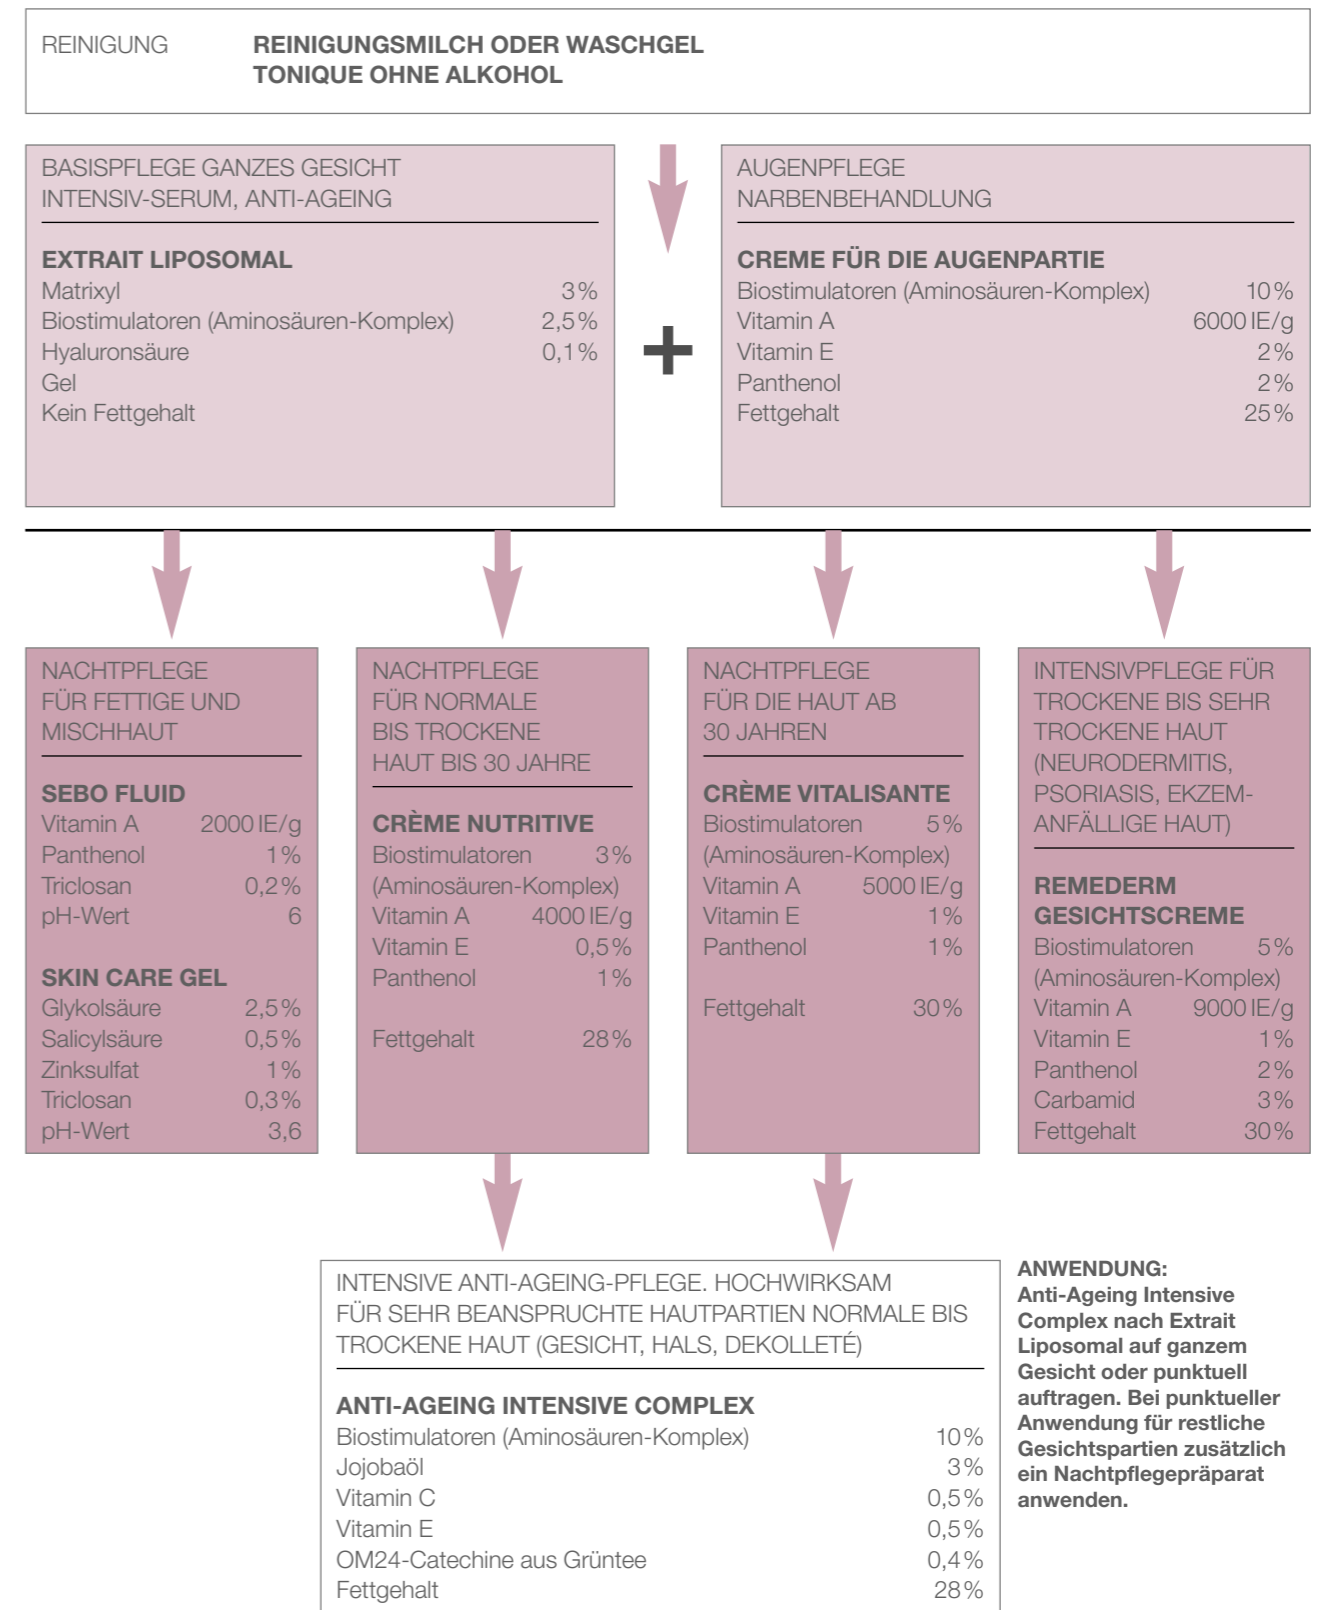 REINIGUNG REINIGUNGSMILCH ODER WASCHGEL
TONIQUE OHNE ALKOHOL
BASISPFLEGE GANZES GESICHT
INTENSIV-SERUM, ANTI-AGEING
EXTRAIT LIPOSOMAL
Matrixyl 3%
Biostimulatoren (Aminosäuren-Komplex) 2,5%
Hyaluronsäure 0,1%
Gel
Kein Fettgehalt
+
AUGENPFLEGE
NARBENBEHANDLUNG
CREME FÜR DIE AUGENPARTIE
Biostimulatoren (Aminosäuren-Komplex) 10%
Vitamin A 6000 IE/g
Vitamin E 2%
Panthenol 2%
Fettgehalt 25%
NACHTPFLEGE
FÜR FETTIGE UND
MISCHHAUT
SEBO FLUID
Vitamin A 2000 IE/g
Panthenol 1%
Triclosan 0,2%
pH-Wert 6
SKIN CARE GEL
Glykolsäure 2,5%
Salicylsäure 0,5%
Zinksulfat 1%
Triclosan 0,3%
pH-Wert 3,6
NACHTPFLEGE
FÜR NORMALE
BIS TROCKENE
HAUT BIS 30 JAHRE
CRÈME NUTRITIVE
Biostimulatoren 3%
(Aminosäuren-Komplex)
Vitamin A 4000 IE/g
Vitamin E 0,5%
Panthenol 1%
Fettgehalt 28%
NACHTPFLEGE
FÜR DIE HAUT AB
30 JAHREN
CRÈME VITALISANTE
Biostimulatoren 5%
(Aminosäuren-Komplex)
Vitamin A 5000 IE/g
Vitamin E 1%
Panthenol 1%
Fettgehalt 30%
INTENSIVPFLEGE FÜR
TROCKENE BIS SEHR
TROCKENE HAUT
(NEURODERMITIS,
PSORIASIS, EKZEM-
ANFÄLLIGE HAUT)
REMEDERM
GESICHTSCREME
Biostimulatoren 5%
(Aminosäuren-Komplex)
Vitamin A 9000 IE/g
Vitamin E 1%
Panthenol 2%
Carbamid 3%
Fettgehalt 30%
INTENSIVE ANTI-AGEING-PFLEGE. HOCHWIRKSAM
FÜR SEHR BEANSPRUCHTE HAUTPARTIEN NORMALE BIS
TROCKENE HAUT (GESICHT, HALS, DEKOLLETÉ)
ANTI-AGEING INTENSIVE COMPLEX
Biostimulatoren (Aminosäuren-Komplex) 10%
Jojobaöl 3%
Vitamin C 0,5%
Vitamin E 0,5%
OM24-Catechine aus Grüntee 0,4%
Fettgehalt 28%
ANWENDUNG:
Anti-Ageing Intensive
Complex nach Extrait
Liposomal auf ganzem
Gesicht oder punktuell
auftragen. Bei punktueller
Anwendung für restliche
Gesichtspartien zusätzlich
ein Nachtpflegepräparat
anwenden.